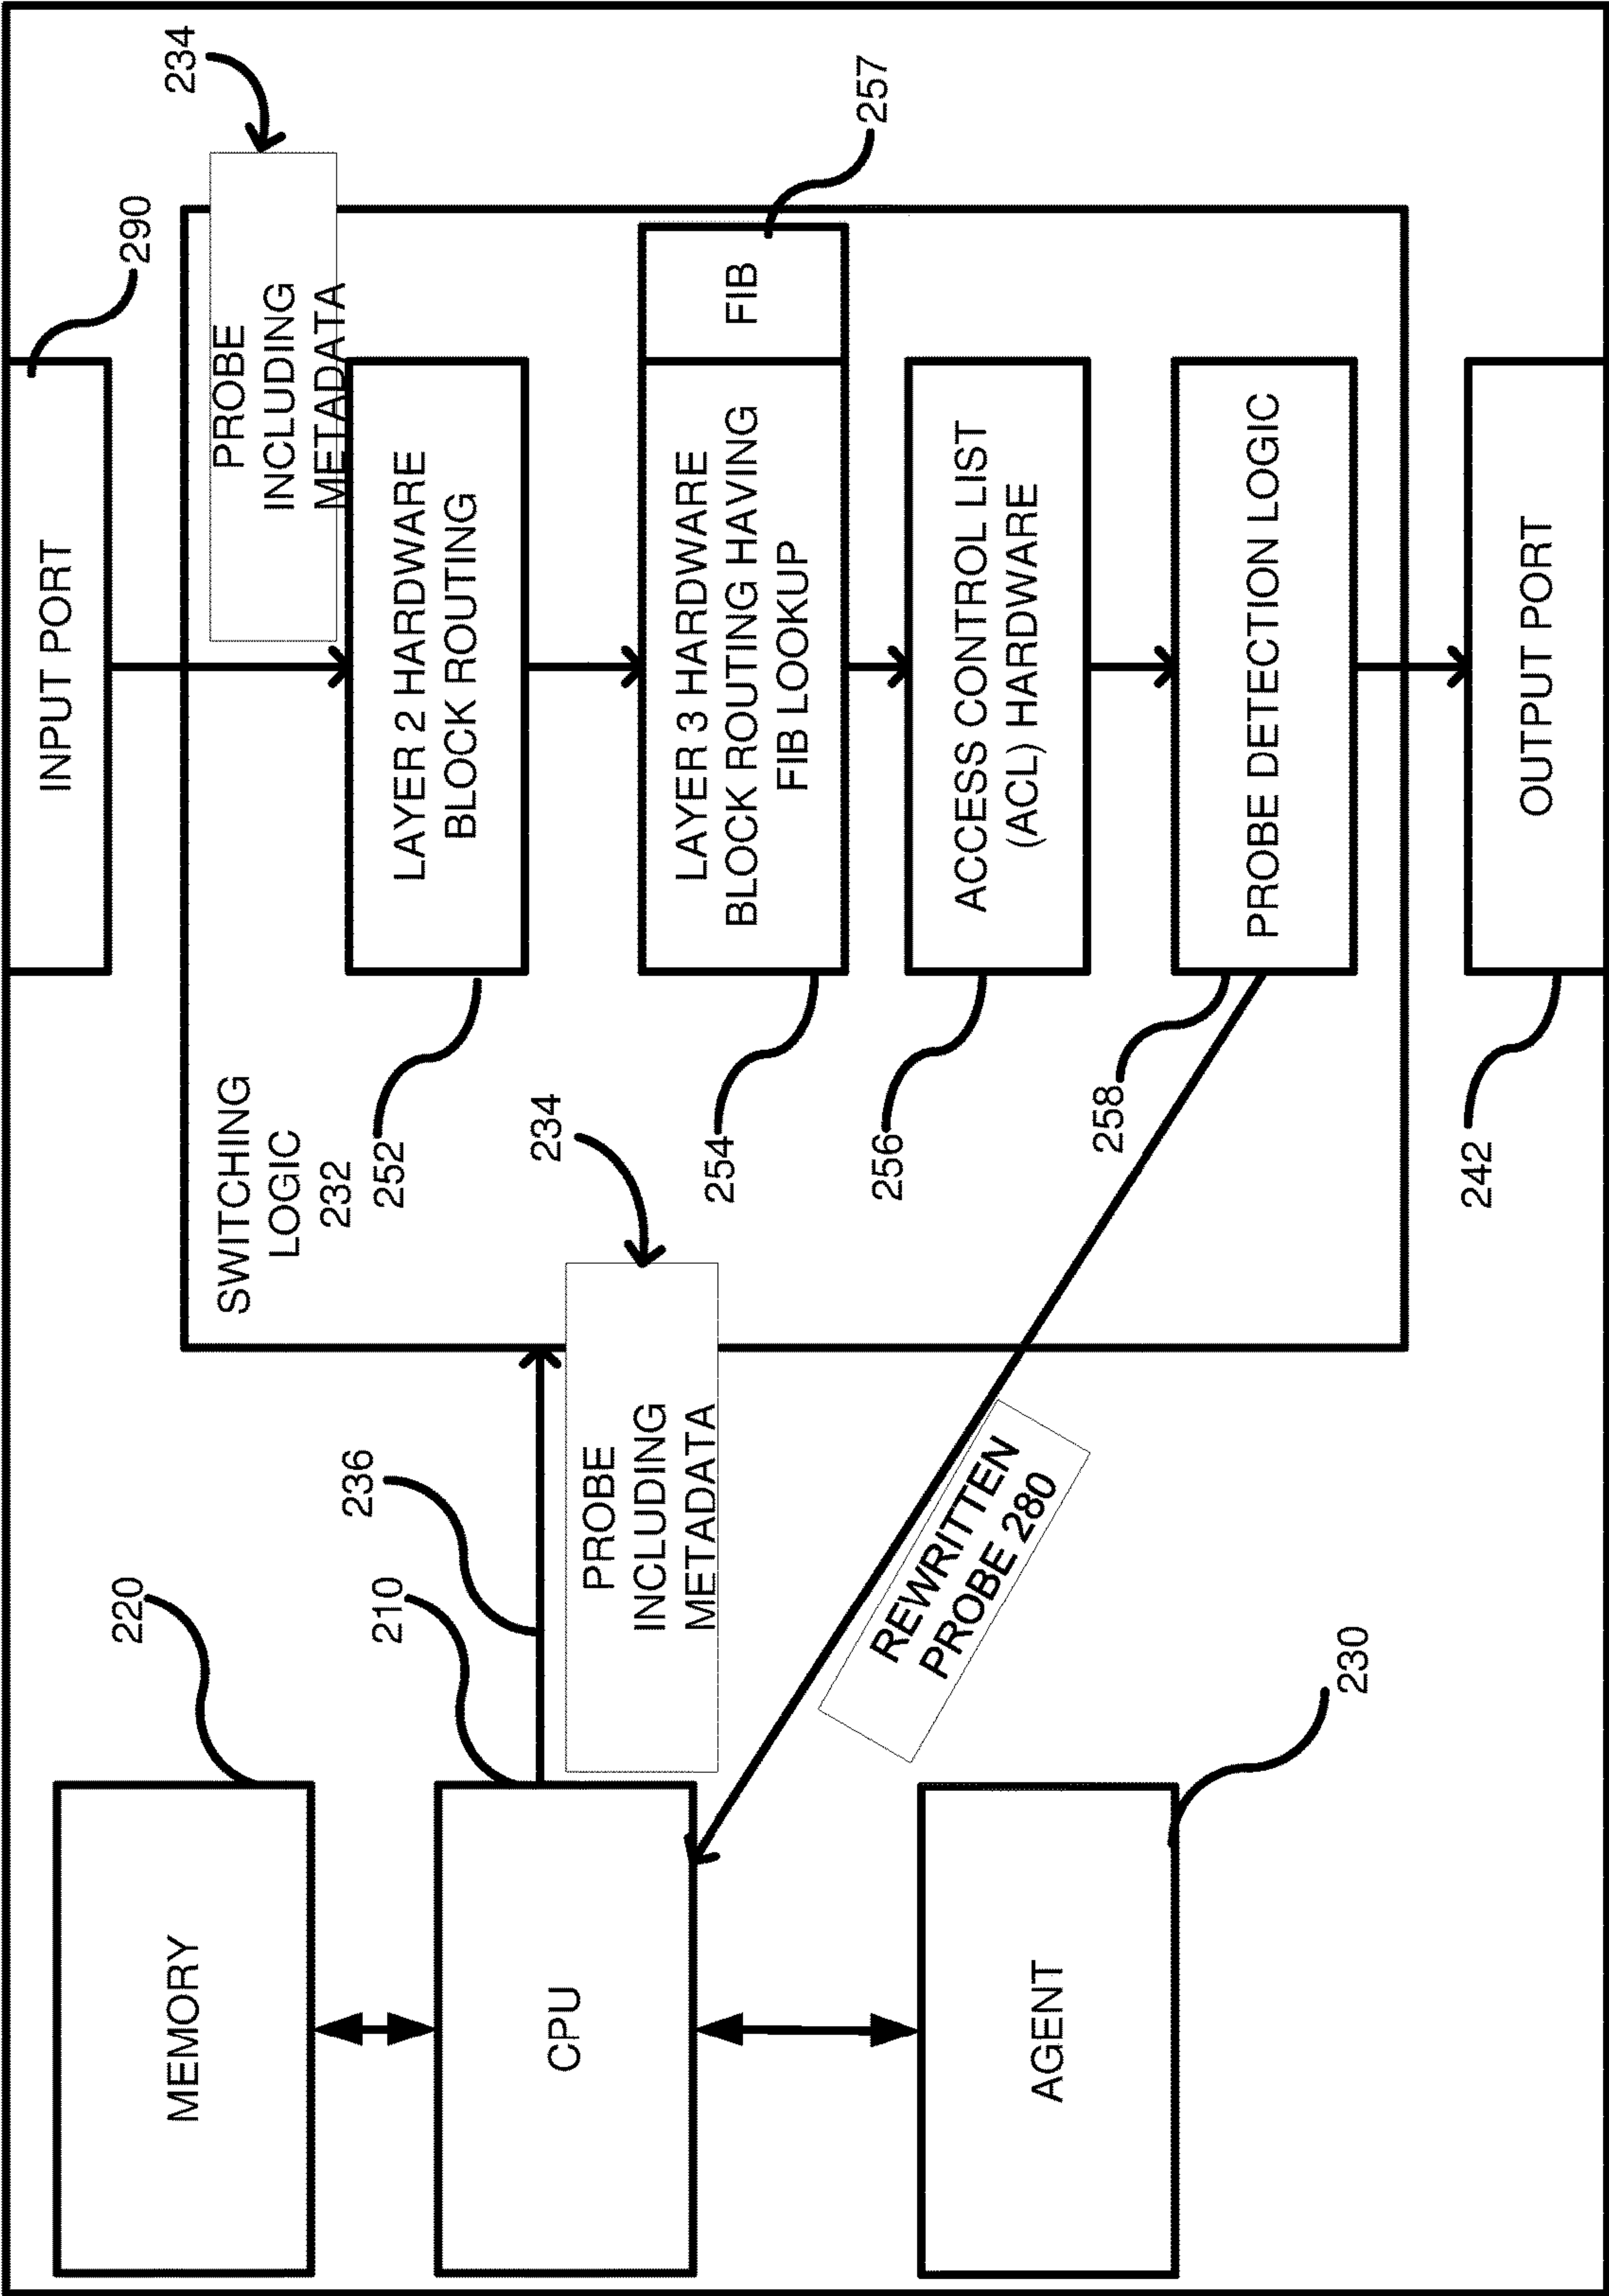 MEMORY
220
CPU
210
AGENT
230
236
PROBE
INCLUDING
METADATA
234
REWRITTEN
PROBE 280
SWITCHING
LOGIC
232
INPUT PORT
290
PROBE
INCLUDING
METADATA
234
LAYER 2 HARDWARE
BLOCK ROUTING
252
LAYER 3 HARDWARE
BLOCK ROUTING HAVING
FIB LOOKUP
254
FIB
257
ACCESS CONTROL LIST
(ACL) HARDWARE
256
PROBE DETECTION LOGIC
258
OUTPUT PORT
242